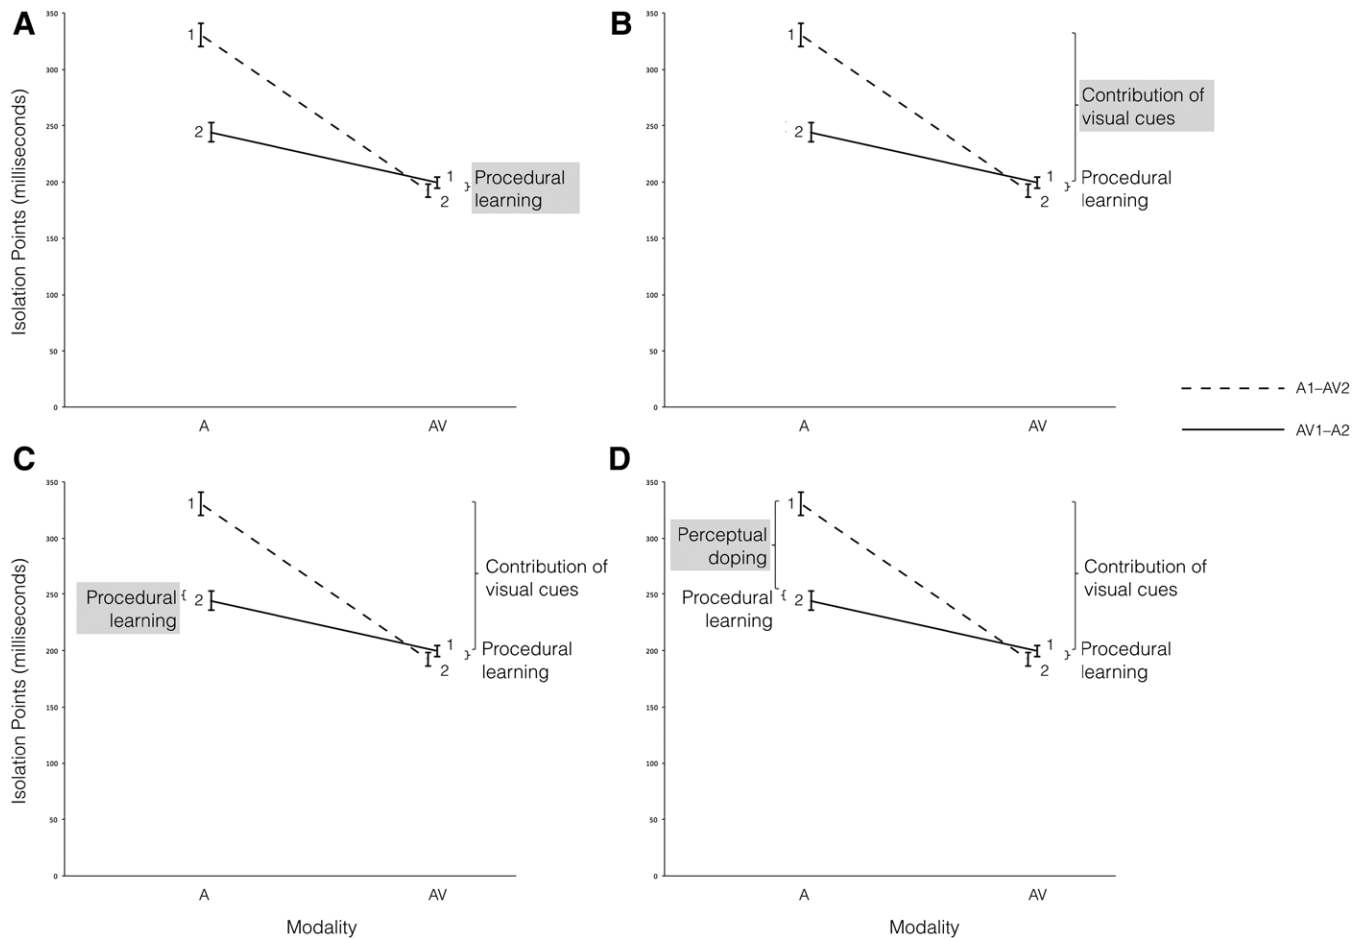 A
350
300
250
200
150
100
50
0
Isolation Points (milliseconds)
1
2
1
2
Procedural
learning
A
AV
B
350
300
250
200
150
100
50
0
1
2
1
2
Contribution of
visual cues
Procedural
learning
A
AV
A1–AV2
AV1–A2
C
350
300
250
200
150
100
50
0
Isolation Points (milliseconds)
1
2
1
2
Procedural
learning
Contribution of
visual cues
Procedural
learning
A
AV
Modality
D
350
300
250
200
150
100
50
0
Perceptual
doping
Procedural
learning
1
2
1
2
Contribution of
visual cues
Procedural
learning
A
AV
Modality